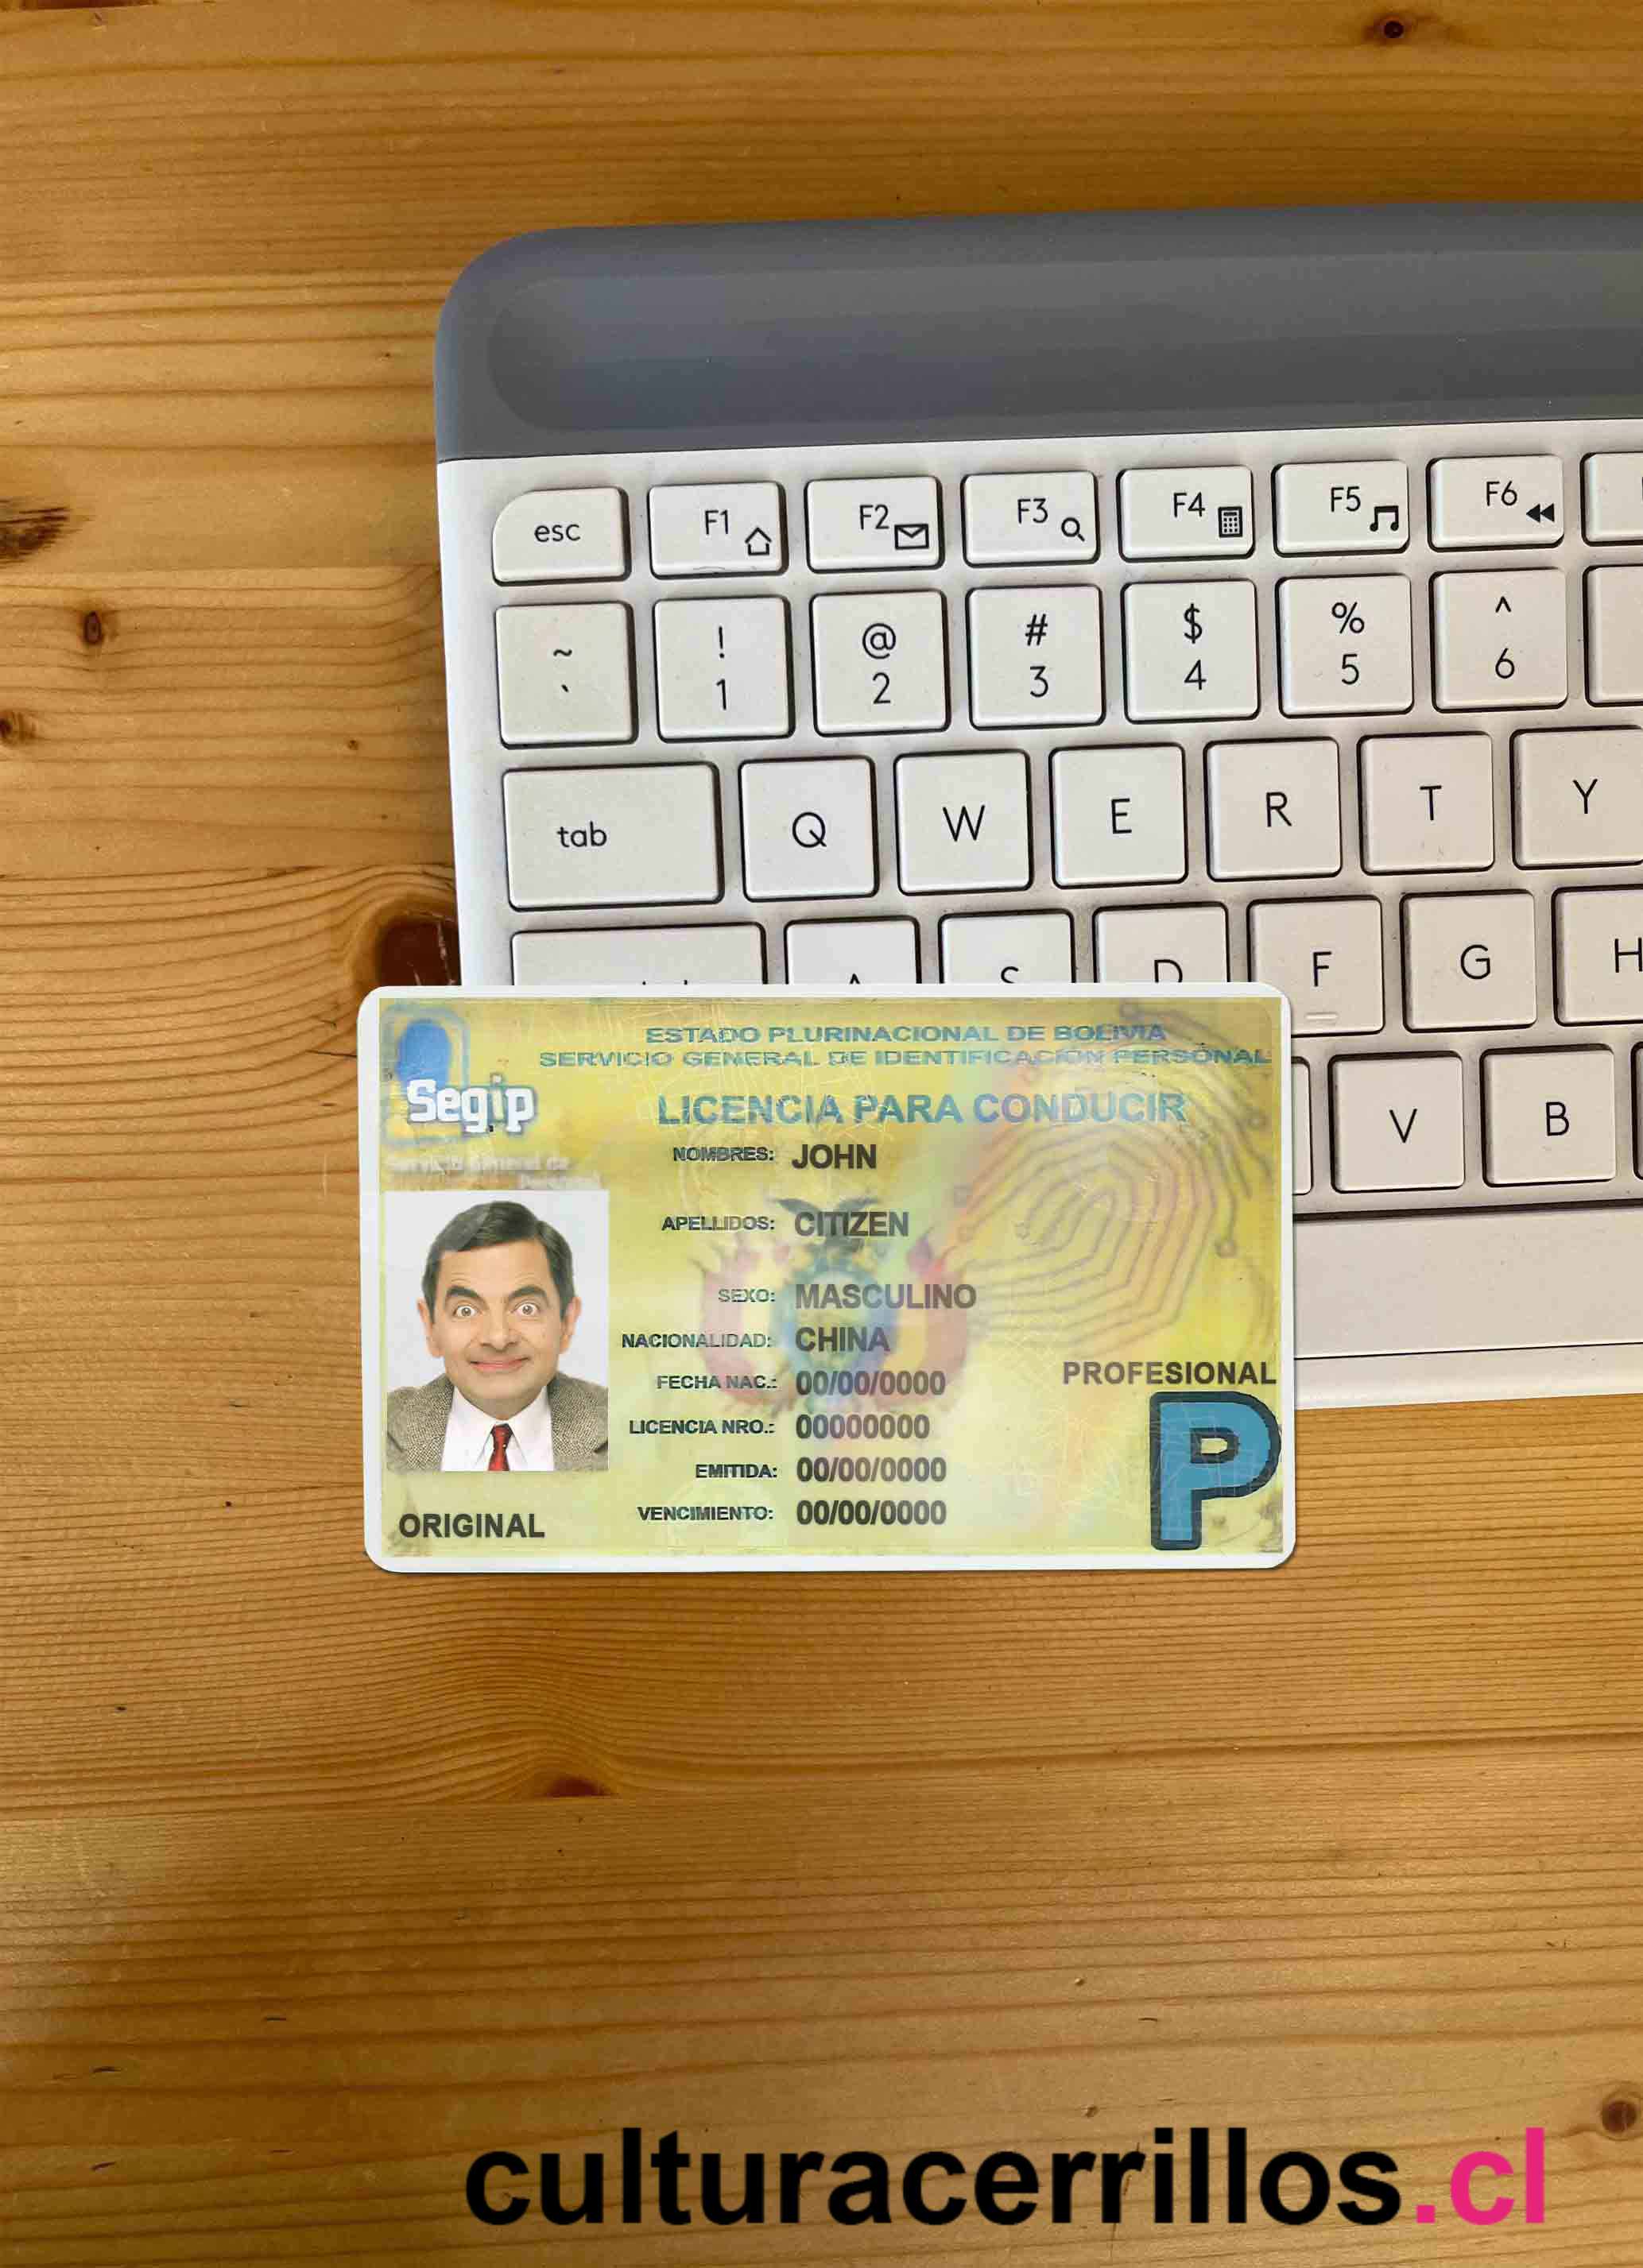 esc F1 F2 F3 F4 F5 F6
~ ! @ # $ % ^
` 1 2 3 4 5 6
tab Q W E R T Y
A S D F G H
V B
ESTADO PLURINACIONAL DE BOLIVIA
SERVICIO GENERAL DE IDENTIFICACIÓN PERSONAL
Segip
LICENCIA PARA CONDUCIR
Servicio General de
NOMBRES: JOHN
APELLIDOS: CITIZEN
SEXO: MASCULINO
NACIONALIDAD: CHINA
FECHA NAC.: 00/00/0000
PROFESIONAL
LICENCIA NRO.: 00000000
P
EMITIDA: 00/00/0000
VENCIMIENTO: 00/00/0000
ORIGINAL
culturacerrillos.cl